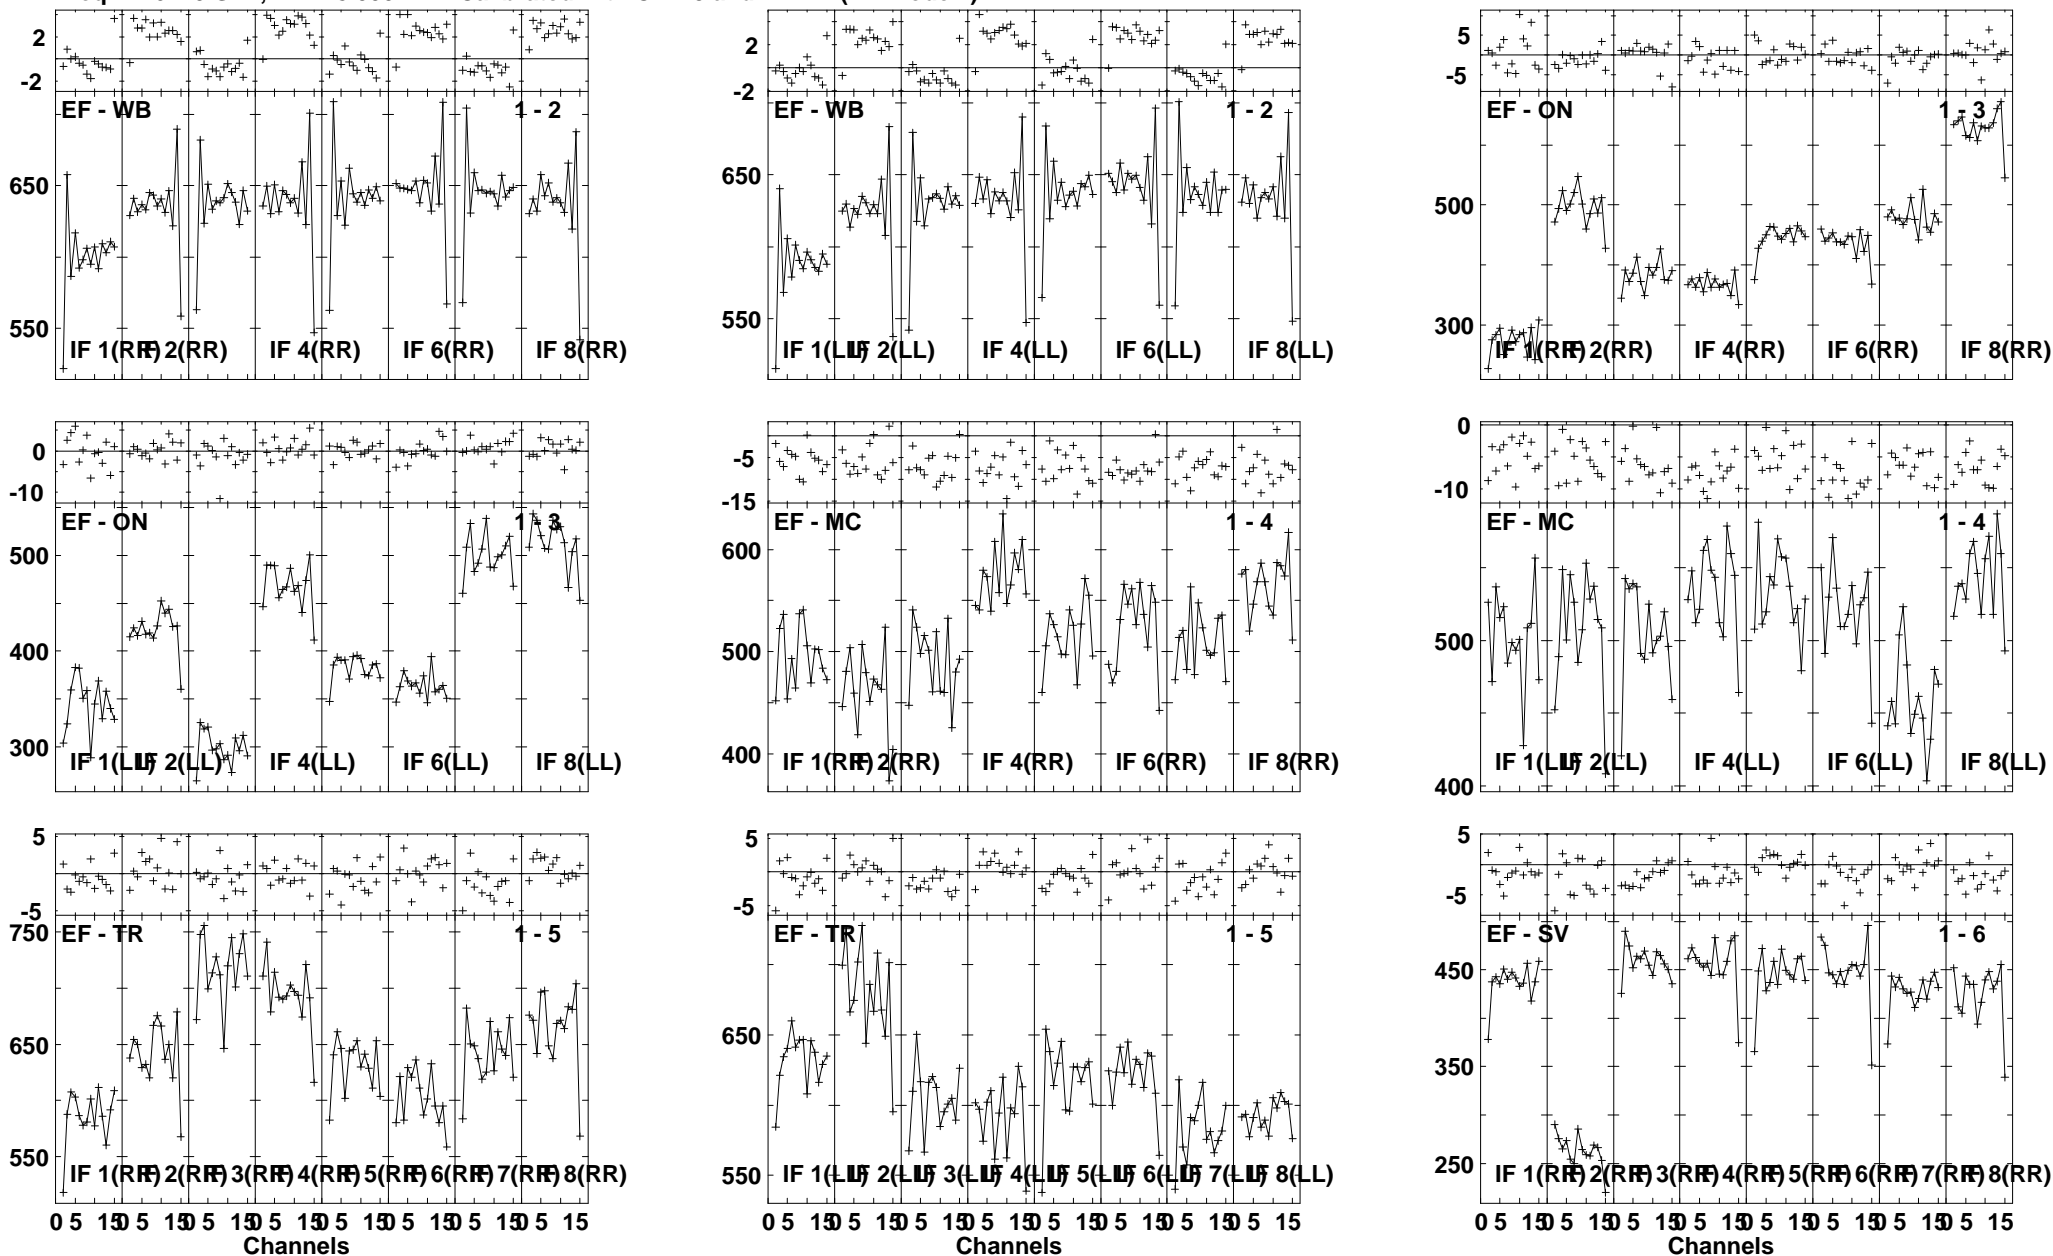 2
-2
EF - WB 1 - 2
650
550
IF 1(RR) IF 2(RR) IF 4(RR) IF 6(RR) IF 8(RR)
2
-2
EF - WB 1 - 2
650
550
IF 1(LL) IF 2(LL) IF 4(LL) IF 6(LL) IF 8(LL)
5
-5
EF - ON 1 - 3
500
300
IF 1(RR) IF 2(RR) IF 4(RR) IF 6(RR) IF 8(RR)
0
-10
EF - ON 1 - 3
500
400
300
IF 1(LL) IF 2(LL) IF 4(LL) IF 6(LL) IF 8(LL)
-5
-15
EF - MC 1 - 4
600
500
400
IF 1(RR) IF 2(RR) IF 4(RR) IF 6(RR) IF 8(RR)
0
-10
EF - MC 1 - 4
500
400
IF 1(LL) IF 2(LL) IF 4(LL) IF 6(LL) IF 8(LL)
5
-5
EF - TR 1 - 5
750
650
550
IF 1(RR) IF 2(RR) IF 3(RR) IF 4(RR) IF 5(RR) IF 6(RR) IF 7(RR) IF 8(RR)
0 5 15 0 5 15 0 5 15 0 5 15 0 5 15 0 5 15 0 5 15 0 5 15
Channels
5
-5
EF - TR 1 - 5
650
550
IF 1(LL) IF 2(LL) IF 3(LL) IF 4(LL) IF 5(LL) IF 6(LL) IF 7(LL) IF 8(LL)
0 5 15 0 5 15 0 5 15 0 5 15 0 5 15 0 5 15 0 5 15 0 5 15
Channels
5
-5
EF - SV 1 - 6
450
350
250
IF 1(RR) IF 2(RR) IF 3(RR) IF 4(RR) IF 5(RR) IF 6(RR) IF 7(RR) IF 8(RR)
0 5 15 0 5 15 0 5 15 0 5 15 0 5 15 0 5 15 0 5 15 0 5 15
Channels